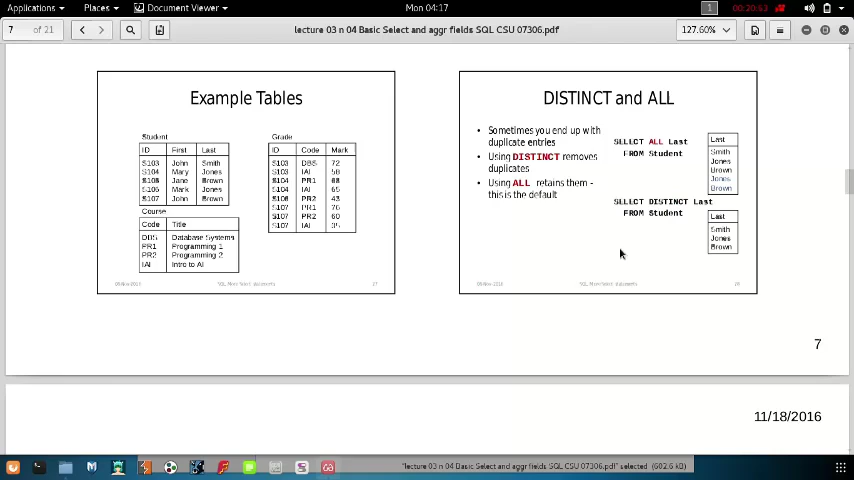 Applications Places Document Viewer Mon 04:17 1 00:20:53
7 of 21 lecture 03 n 04 Basic Select and aggr fields SQL CSU 07306.pdf 127.60%
Example Tables
Student
ID First Last
S103 John Smith
S104 Mary Jones
S105 Jane Brown
S106 Mark Jones
S107 John Brown
Course
Code Title
DBS Database Systems
PR1 Programming 1
PR2 Programming 2
IAI Intro to AI
Grade
ID Code Mark
S103 DBS 72
S103 IAI 58
S104 PR1 68
S104 IAI 65
S106 PR2 43
S107 PR1 76
S107 PR2 60
S107 IAI 35
DISTINCT and ALL
• Sometimes you end up with
duplicate entries
• Using DISTINCT removes
duplicates
• Using ALL retains them -
this is the default
SELECT ALL Last
FROM Student
Last
Smith
Jones
Brown
Jones
Brown
SELECT DISTINCT Last
FROM Student
Last
Smith
Jones
Brown
7
11/18/2016
"lecture 03 n 04 Basic Select and aggr fields SQL CSU 07306.pdf" selected (602.6 kB)